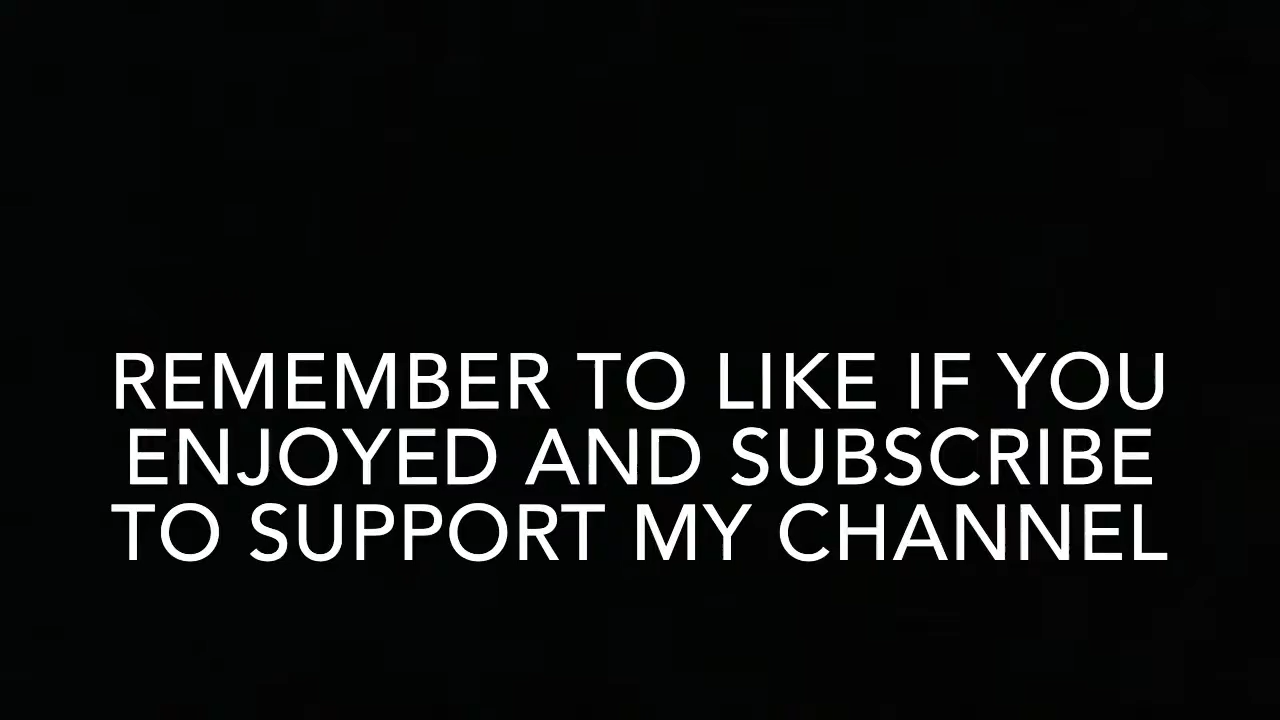 REMEMBER TO LIKE IF YOU
ENJOYED AND SUBSCRIBE
TO SUPPORT MY CHANNEL